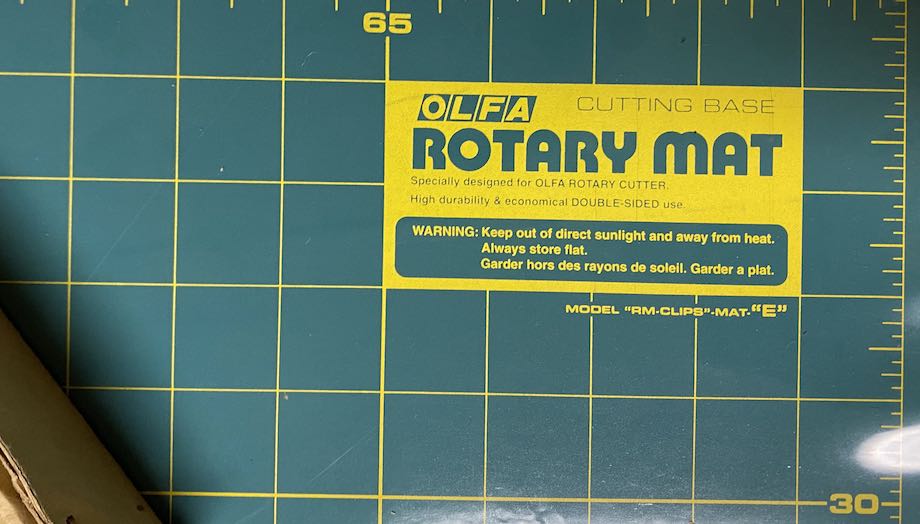 65
OLFA CUTTING BASE
ROTARY MAT
Specially designed for OLFA ROTARY CUTTER.
High durability & economical DOUBLE-SIDED use.
WARNING: Keep out of direct sunlight and away from heat.
Always store flat.
Garder hors des rayons de soleil. Garder a plat.
MODEL "RM-CLIPS"-MAT-"E"
30